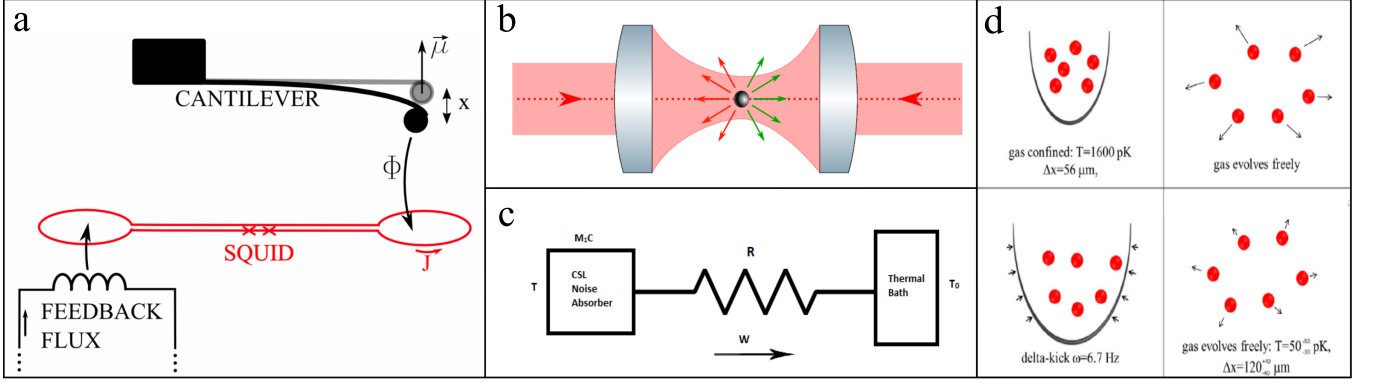 a
μ
CANTILEVER
x
Φ
SQUID
J
FEEDBACK
FLUX
b
c
M₁C
CSL
Noise
Absorber
T
R
W
Thermal
Bath
T₀
d
gas confined: T=1600 pK
Δx=56 μm,
gas evolves freely
delta-kick ω=6.7 Hz
gas evolves freely: T=50 pK,
Δx=120 μm